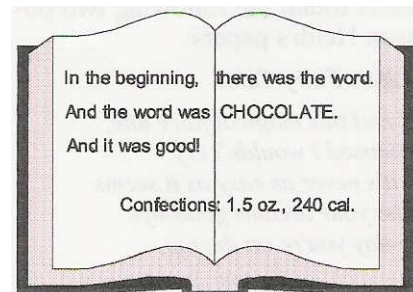 In the beginning, there was the word.
And the word was CHOCOLATE.
And it was good!
Confections: 1.5 oz., 240 cal.